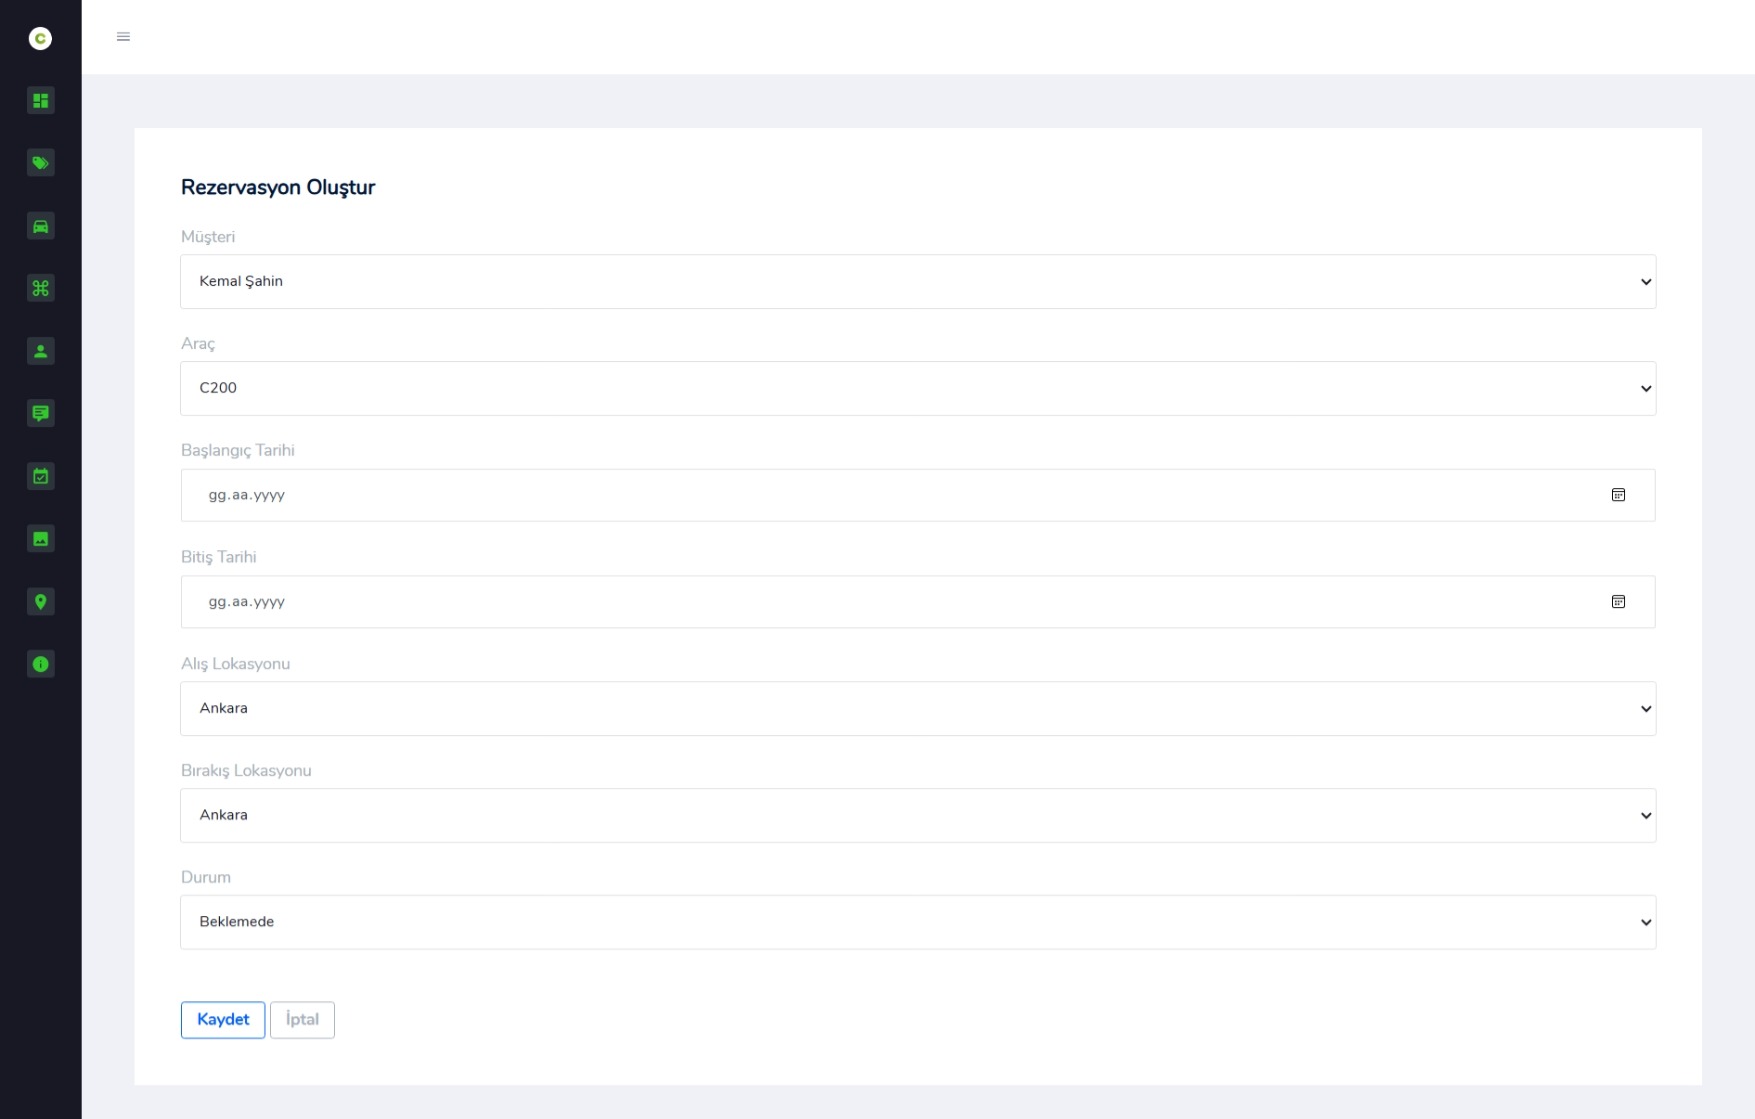 C
Rezervasyon Oluştur
Müşteri
Kemal Şahin
Araç
C200
Başlangıç Tarihi
gg.aa.yyyy
Bitiş Tarihi
gg.aa.yyyy
Alış Lokasyonu
Ankara
Bırakış Lokasyonu
Ankara
Durum
Beklemede
Kaydet İptal